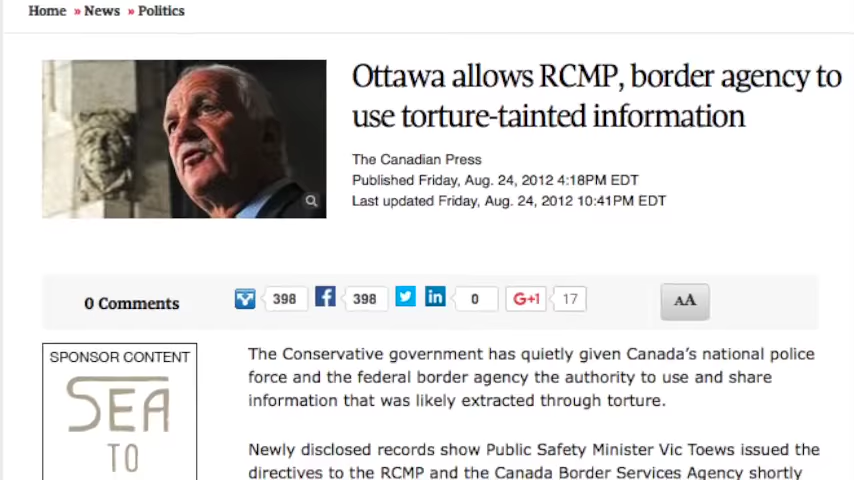 Home » News » Politics
Ottawa allows RCMP, border agency to
use torture-tainted information
The Canadian Press
Published Friday, Aug. 24, 2012 4:18PM EDT
Last updated Friday, Aug. 24, 2012 10:41PM EDT
0 Comments 398 398 0 G+1 17 AA
SPONSOR CONTENT
SEA
TO
The Conservative government has quietly given Canada's national police
force and the federal border agency the authority to use and share
information that was likely extracted through torture.
Newly disclosed records show Public Safety Minister Vic Toews issued the
directives to the RCMP and the Canada Border Services Agency shortly